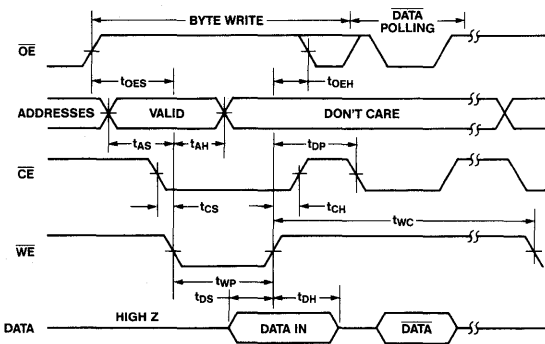 BYTE WRITE
DATA
POLLING
OE
tOES
tOEH
ADDRESSES
VALID
DON'T CARE
tAS
tAH
tDP
CE
tCS
tCH
tWC
WE
tWP
tDS
tDH
HIGH Z
DATA
DATA IN
DATA